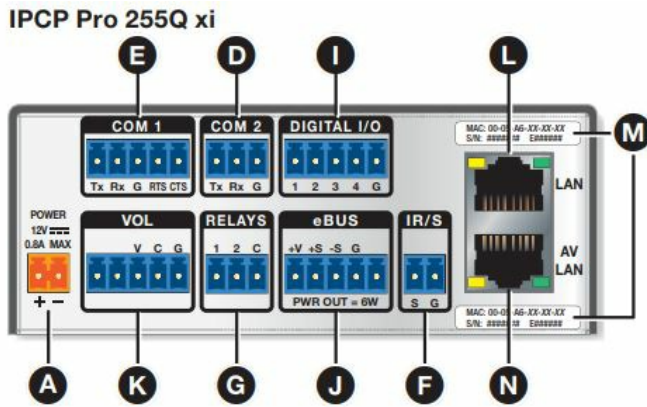 IPCP Pro 255Q xi
E D I L
COM 1 COM 2 DIGITAL I/O
MAC: 00-05-A6-XX-XX-XX
S/N: ####### E######
M
Tx Rx G RTS CTS Tx Rx G 1 2 3 4 G
LAN
POWER
12V
0.8A MAX
VOL RELAYS eBUS IR/S
V C G 1 2 C +V +S -S G
AV
LAN
+ - PWR OUT = 6W S G
MAC: 00-05-A6-XX-XX-XX
S/N: ####### E######
A K G J F N